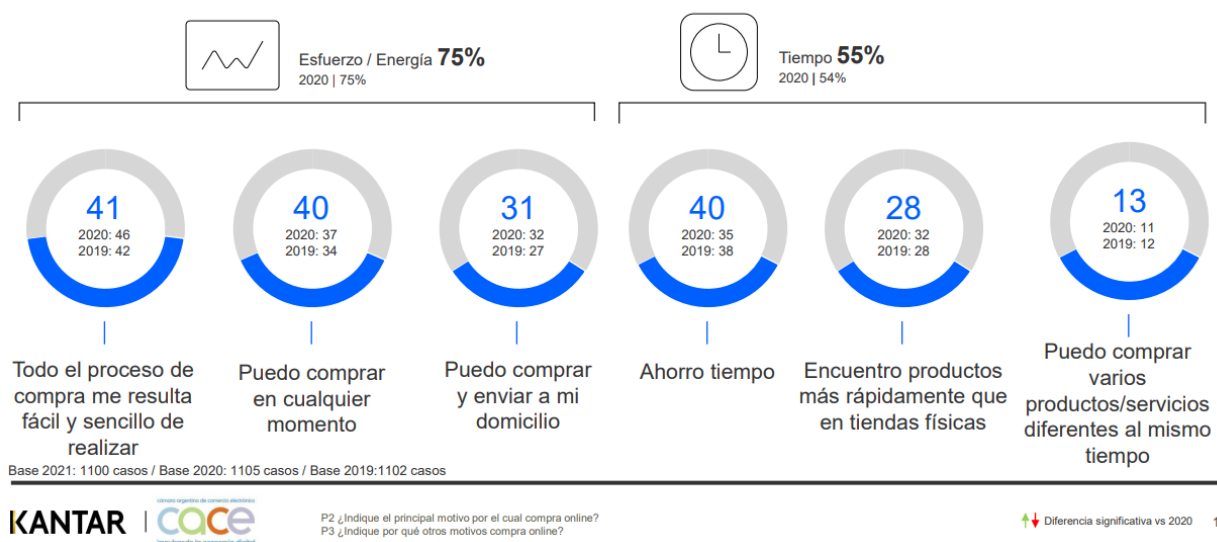 Esfuerzo / Energía 75%
2020 | 75%
Tiempo 55%
2020 | 54%
41
2020: 46
2019: 42
40
2020: 37
2019: 34
31
2020: 32
2019: 27
40
2020: 35
2019: 38
28
2020: 32
2019: 28
13
2020: 11
2019: 12
Todo el proceso de
compra me resulta
fácil y sencillo de
realizar
Puedo comprar
en cualquier
momento
Puedo comprar
y enviar a mi
domicilio
Ahorro tiempo
Encuentro productos
más rápidamente que
en tiendas físicas
Puedo comprar
varios
productos/servicios
diferentes al mismo
tiempo
Base 2021: 1100 casos / Base 2020: 1105 casos / Base 2019:1102 casos
KANTAR
cámara argentina de comercio electrónico
cace
P2 ¿Indique el principal motivo por el cual compra online?
P3 ¿Indique por qué otros motivos compra online?
Diferencia significativa vs 2020